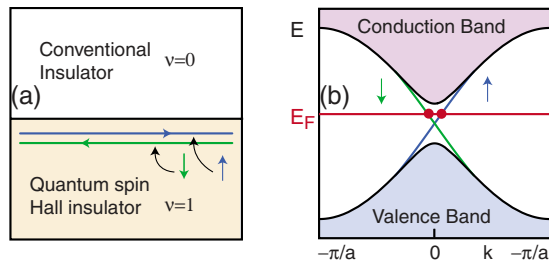 (a)
Conventional
Insulator ν=0
Quantum spin
Hall insulator ν=1
(b)
E
Conduction Band
E_F
Valence Band
−π/a 0 k −π/a